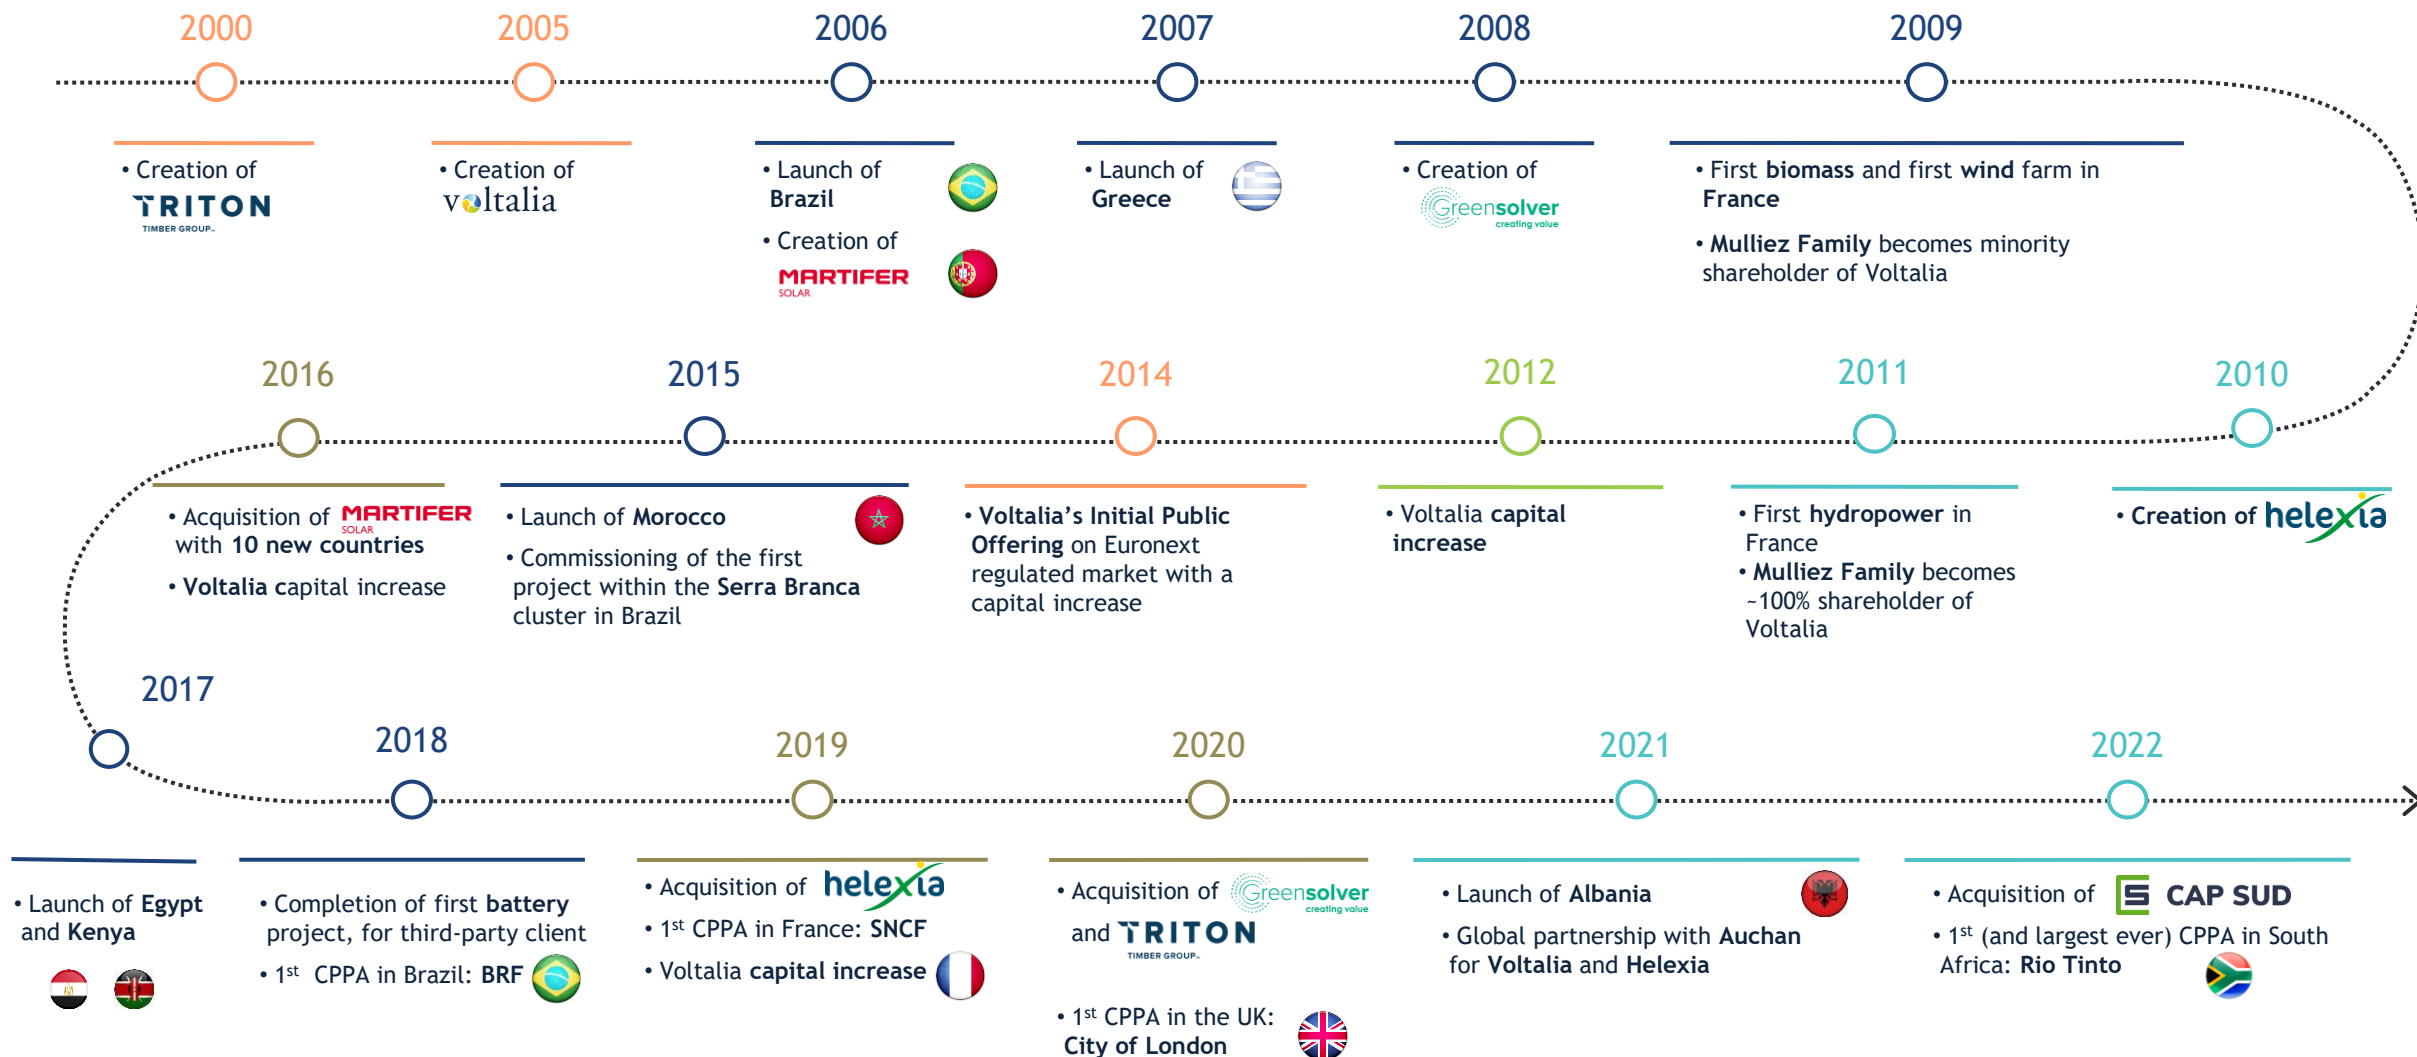 2000
2005
2006
2007
2008
2009
• Creation of
TRITON
TIMBER GROUP™
• Creation of
voltalia
• Launch of
Brazil
• Creation of
MARTIFER
SOLAR
• Launch of
Greece
• Creation of
Greensolver
creating value
• First biomass and first wind farm in
France
• Mulliez Family becomes minority
shareholder of Voltalia
2010
2011
2012
2014
2015
2016
• Creation of helexia
• First hydropower in
France
• Mulliez Family becomes
~100% shareholder of
Voltalia
• Voltalia capital
increase
• Voltalia's Initial Public
Offering on Euronext
regulated market with a
capital increase
• Launch of Morocco
• Commissioning of the first
project within the Serra Branca
cluster in Brazil
• Acquisition of MARTIFER
SOLAR
with 10 new countries
• Voltalia capital increase
2017
2018
2019
2020
2021
2022
• Launch of Egypt
and Kenya
• Completion of first battery
project, for third-party client
• 1st CPPA in Brazil: BRF
• Acquisition of helexia
• 1st CPPA in France: SNCF
• Voltalia capital increase
• Acquisition of Greensolver
creating value
and TRITON
TIMBER GROUP™
• 1st CPPA in the UK:
City of London
• Launch of Albania
• Global partnership with Auchan
for Voltalia and Helexia
• Acquisition of CAP SUD
• 1st (and largest ever) CPPA in South
Africa: Rio Tinto